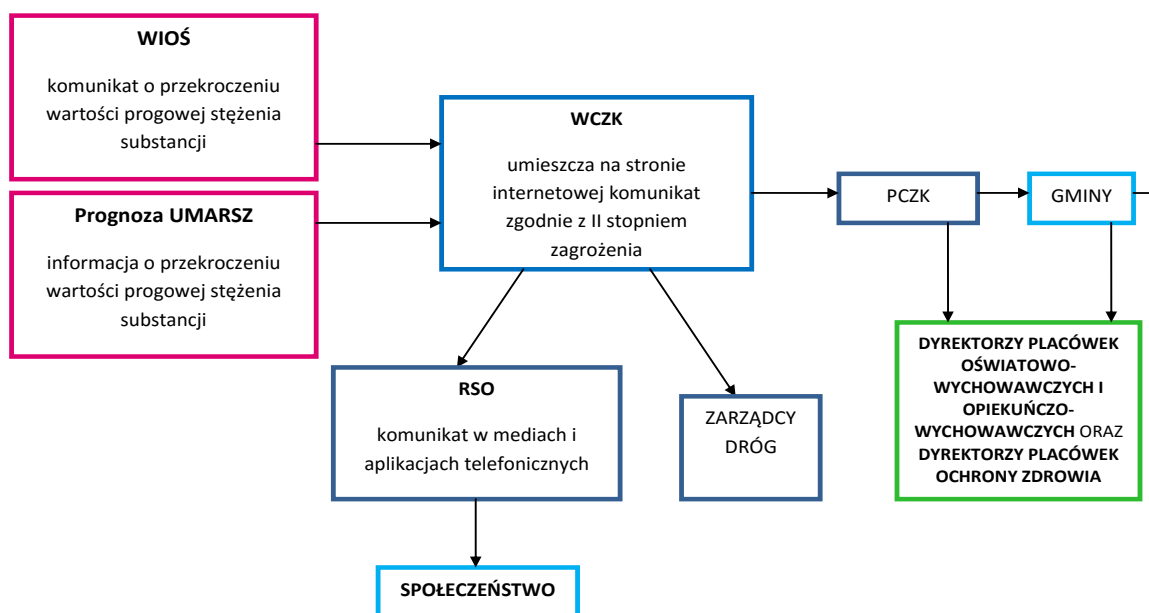 WIOŚ
komunikat o przekroczeniu
wartości progowej stężenia
substancji
Prognoza UMARSZ
informacja o przekroczeniu
wartości progowej stężenia
substancji
WCZK
umieszcza na stronie
internetowej komunikat
zgodnie z II stopniem
zagrożenia
PCZK
GMINY
RSO
komunikat w mediach i
aplikacjach telefonicznych
ZARZĄDCY
DRÓG
DYREKTORZY PLACÓWEK
OŚWIATOWO-
WYCHOWAWCZYCH I
OPIEKUŃCZO-
WYCHOWAWCZYCH ORAZ
DYREKTORZY PLACÓWEK
OCHRONY ZDROWIA
SPOŁECZEŃSTWO